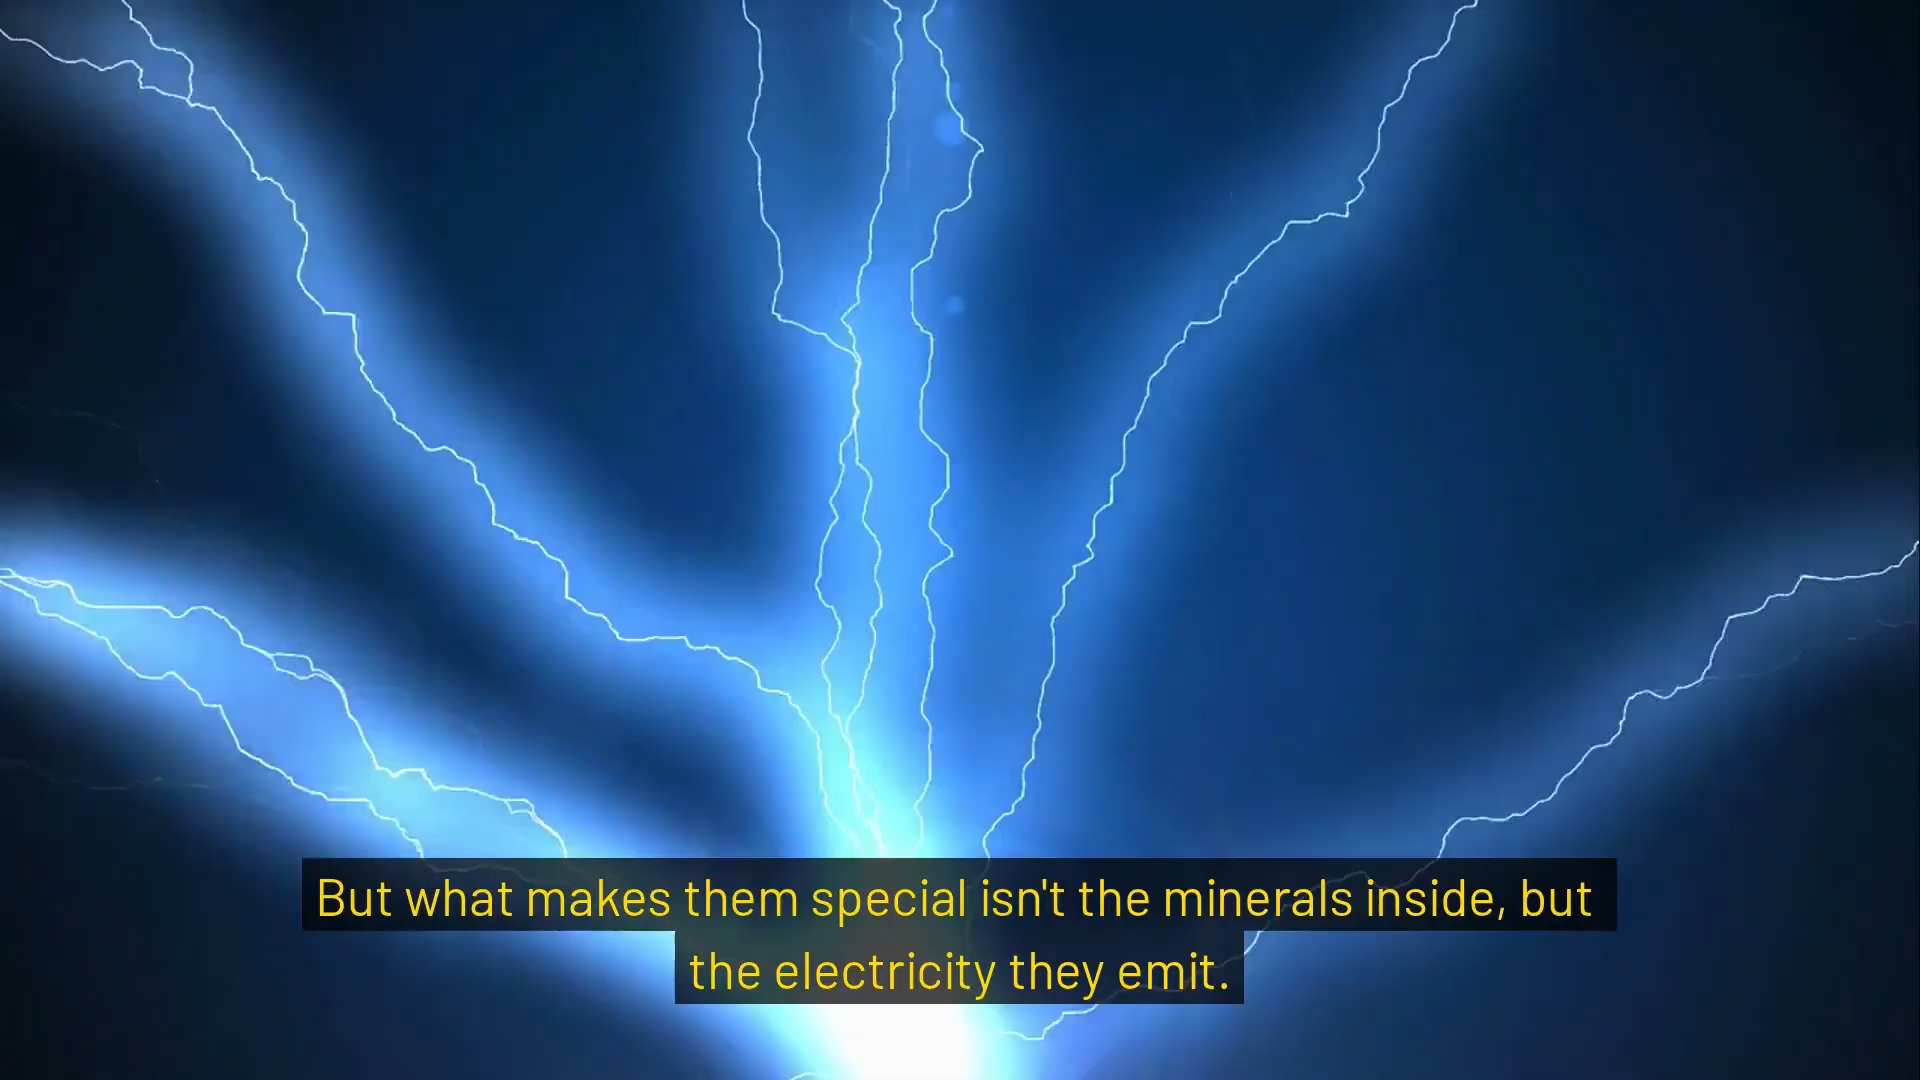 But what makes them special isn't the minerals inside, but
the electricity they emit.